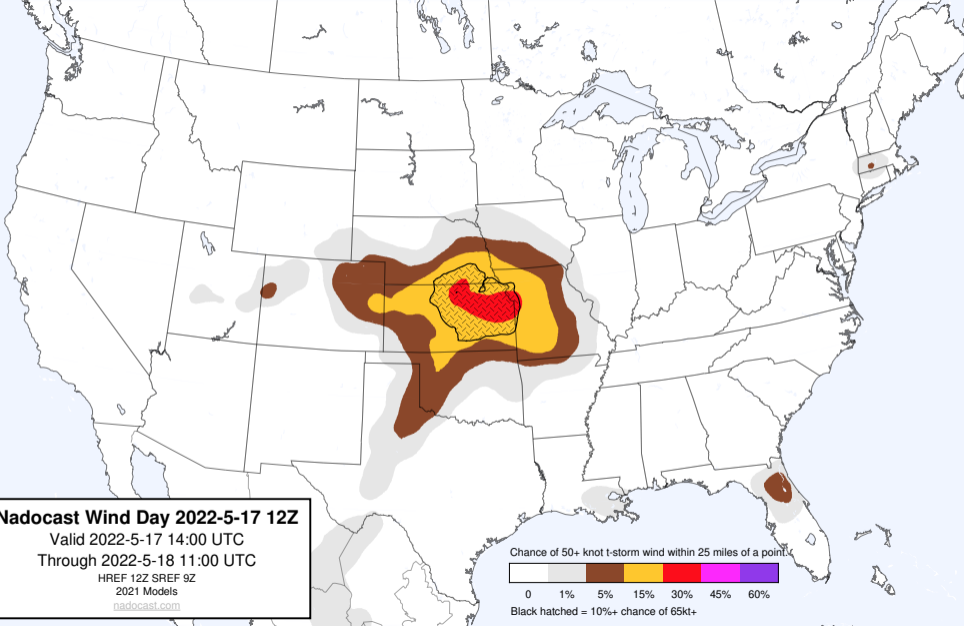 Nadocast Wind Day 2022-5-17 12Z
Valid 2022-5-17 14:00 UTC
Through 2022-5-18 11:00 UTC
HREF 12Z SREF 9Z
2021 Models
nadocast.com
Chance of 50+ knot t-storm wind within 25 miles of a point.
0 1% 5% 15% 30% 45% 60%
Black hatched = 10%+ chance of 65kt+